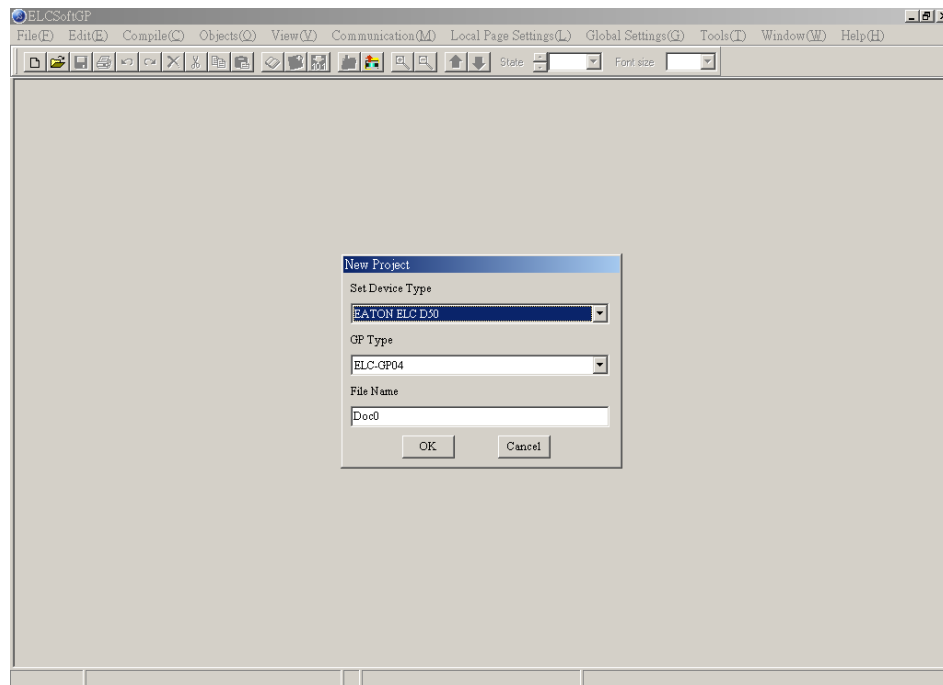 ELCSoftGP
File(F) Edit(E) Compile(C) Objects(O) View(V) Communication(M) Local Page Settings(L) Global Settings(G) Tools(T) Window(W) Help(H)
State Font size
New Project
Set Device Type
EATON ELC D50
GP Type
ELC-GP04
File Name
Doc0
OK Cancel